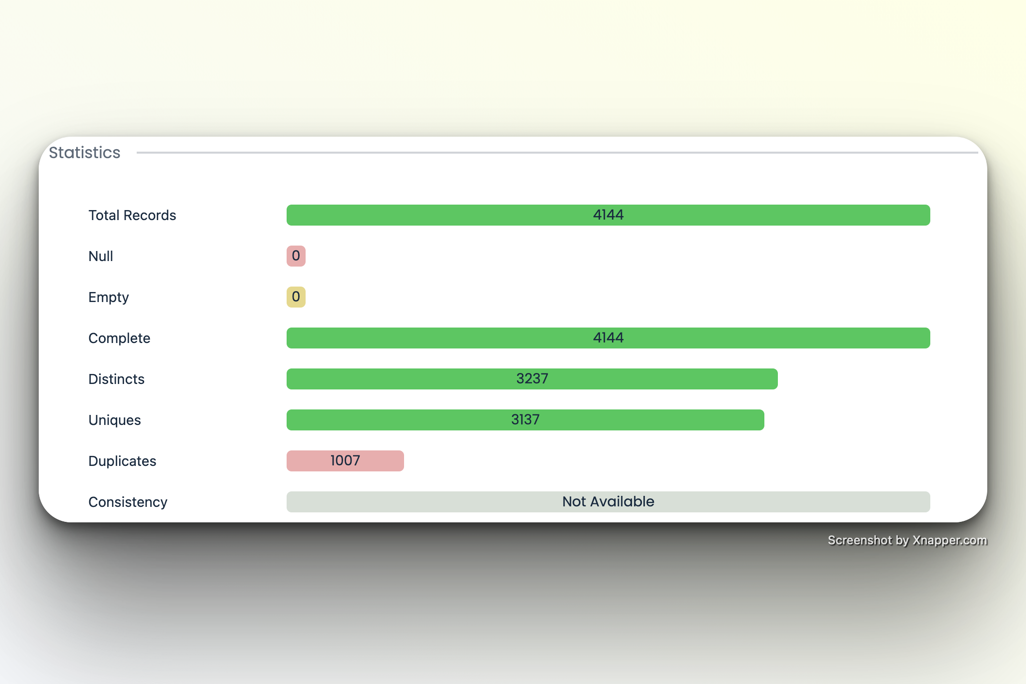 Statistics
Total Records 4144
Null 0
Empty 0
Complete 4144
Distincts 3237
Uniques 3137
Duplicates 1007
Consistency Not Available
Screenshot by Xnapper.com